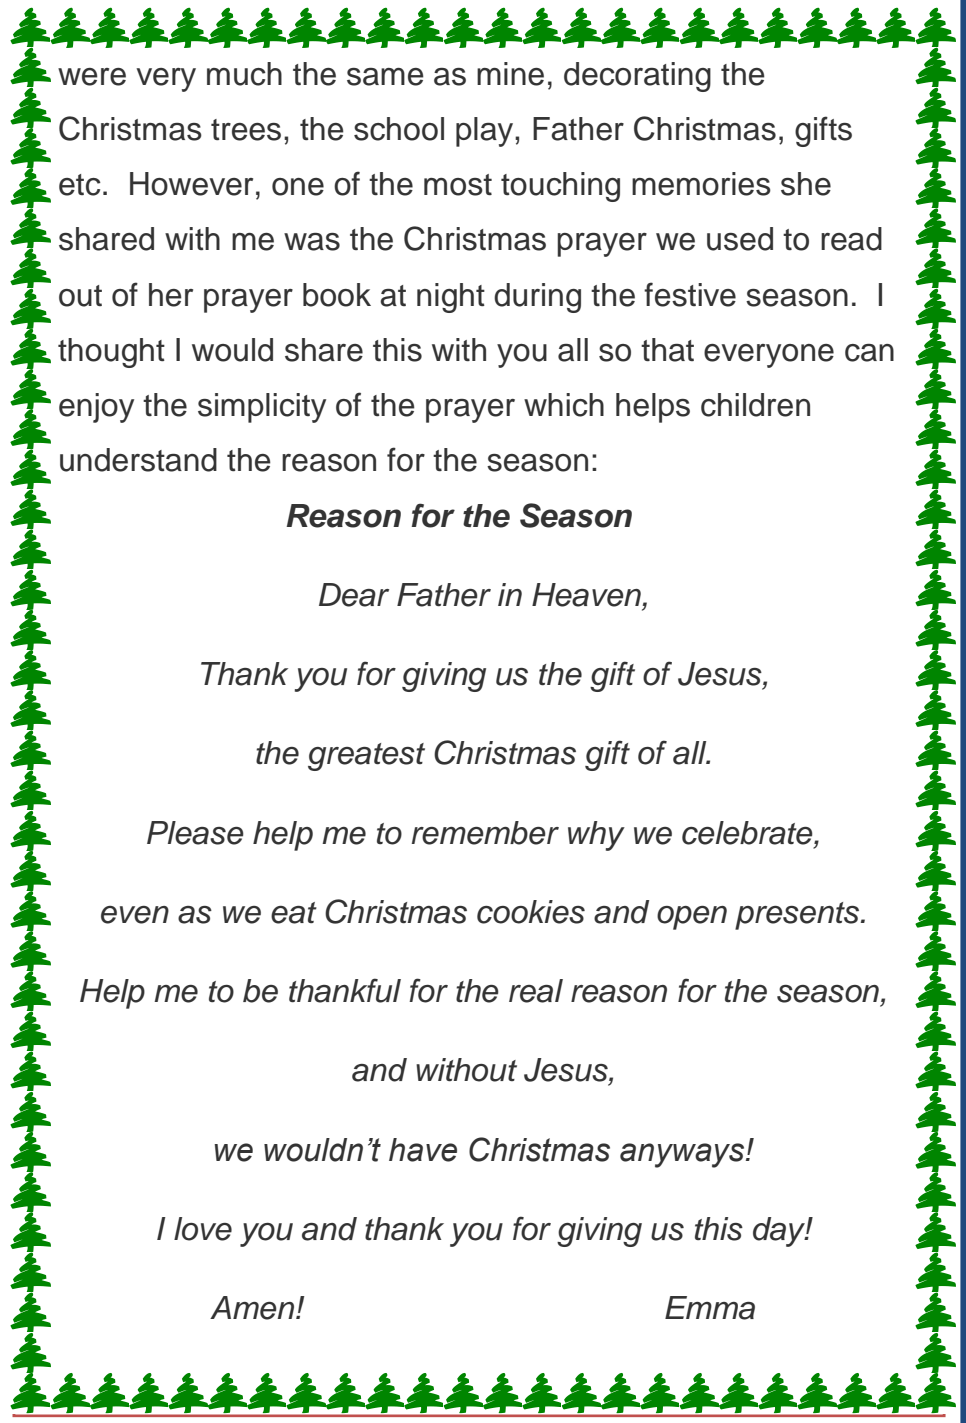 were very much the same as mine, decorating the
Christmas trees, the school play, Father Christmas, gifts
etc.  However, one of the most touching memories she
shared with me was the Christmas prayer we used to read
out of her prayer book at night during the festive season.  I
thought I would share this with you all so that everyone can
enjoy the simplicity of the prayer which helps children
understand the reason for the season:
Reason for the Season
Dear Father in Heaven,
Thank you for giving us the gift of Jesus,
the greatest Christmas gift of all.
Please help me to remember why we celebrate,
even as we eat Christmas cookies and open presents.
Help me to be thankful for the real reason for the season,
and without Jesus,
we wouldn’t have Christmas anyways!
I love you and thank you for giving us this day!
Amen! Emma